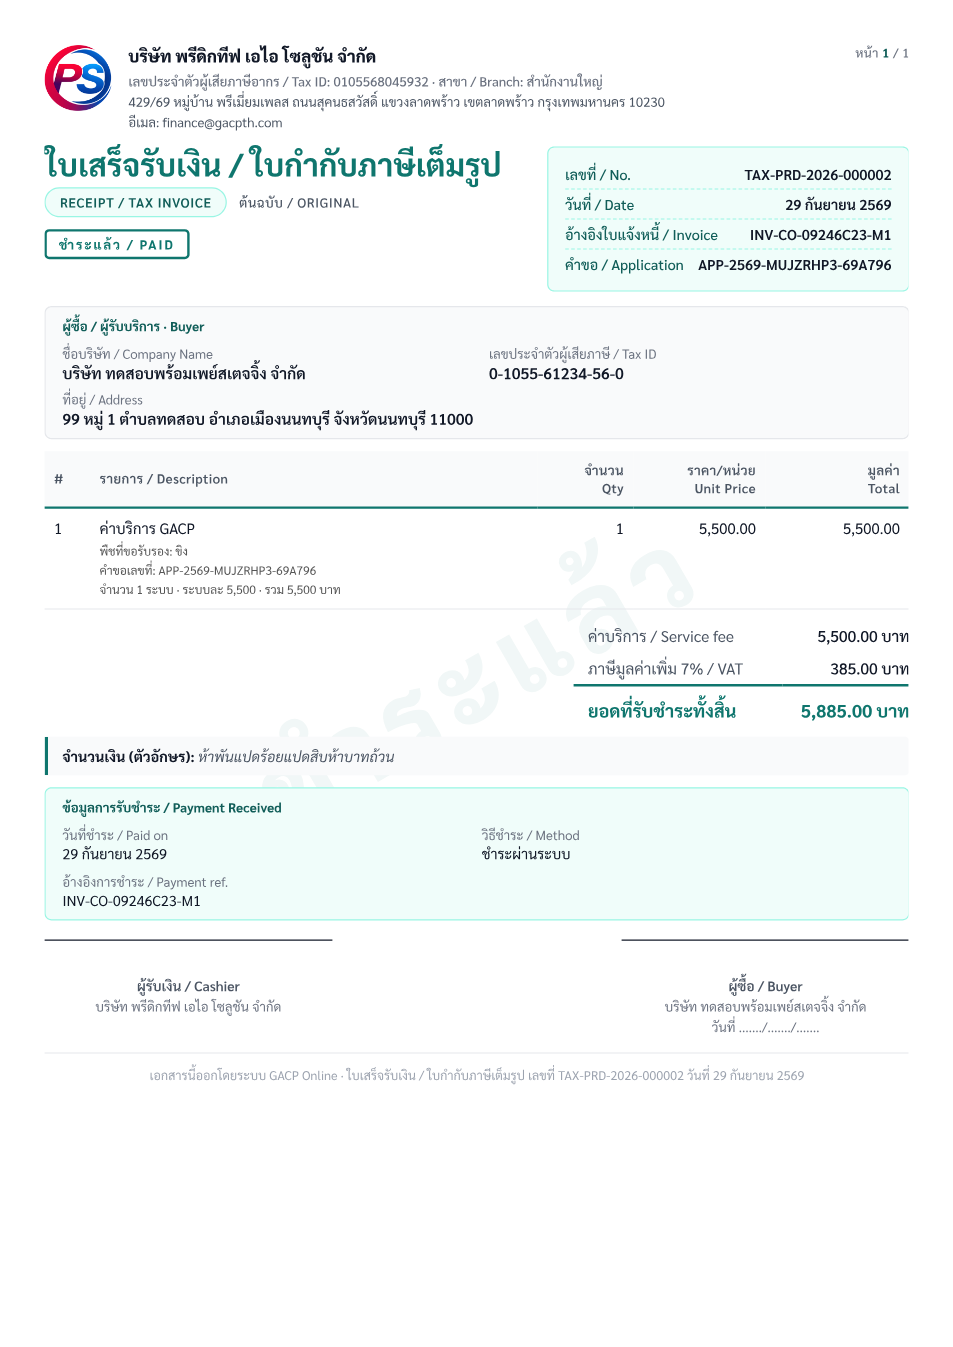 PS
บริษัท พรีดิกทีฟ เอไอ โซลูชัน จำกัด
หน้า 1 / 1
เลขประจำตัวผู้เสียภาษีอากร / Tax ID: 0105568045932 · สาขา / Branch: สำนักงานใหญ่
429/69 หมู่บ้าน พรีเมี่ยมเพลส ถนนสุคนธสวัสดิ์ แขวงลาดพร้าว เขตลาดพร้าว กรุงเทพมหานคร 10230
อีเมล: finance@gacpth.com
ใบเสร็จรับเงิน / ใบกำกับภาษีเต็มรูป
RECEIPT / TAX INVOICE ต้นฉบับ / ORIGINAL
ชำระแล้ว / PAID
เลขที่ / No. TAX-PRD-2026-000002
วันที่ / Date 29 กันยายน 2569
อ้างอิงใบแจ้งหนี้ / Invoice INV-CO-09246C23-M1
คำขอ / Application APP-2569-MUJZRHP3-69A796
ผู้ซื้อ / ผู้รับบริการ · Buyer
ชื่อบริษัท / Company Name เลขประจำตัวผู้เสียภาษี / Tax ID
บริษัท ทดสอบพร้อมเพย์สเตจจิ้ง จำกัด 0-1055-61234-56-0
ที่อยู่ / Address
99 หมู่ 1 ตำบลทดสอบ อำเภอเมืองนนทบุรี จังหวัดนนทบุรี 11000
# รายการ / Description จำนวน Qty ราคา/หน่วย Unit Price มูลค่า Total
1 ค่าบริการ GACP 1 5,500.00 5,500.00
พืชที่ขอรับรอง: ขิง
คำขอเลขที่: APP-2569-MUJZRHP3-69A796
จำนวน 1 ระบบ · ระบบละ 5,500 · รวม 5,500 บาท
ชำระแล้ว
ค่าบริการ / Service fee 5,500.00 บาท
ภาษีมูลค่าเพิ่ม 7% / VAT 385.00 บาท
ยอดที่รับชำระทั้งสิ้น 5,885.00 บาท
จำนวนเงิน (ตัวอักษร): ห้าพันแปดร้อยแปดสิบห้าบาทถ้วน
ข้อมูลการรับชำระ / Payment Received
วันที่ชำระ / Paid on วิธีชำระ / Method
29 กันยายน 2569 ชำระผ่านระบบ
อ้างอิงการชำระ / Payment ref.
INV-CO-09246C23-M1
ผู้รับเงิน / Cashier ผู้ซื้อ / Buyer
บริษัท พรีดิกทีฟ เอไอ โซลูชัน จำกัด บริษัท ทดสอบพร้อมเพย์สเตจจิ้ง จำกัด
วันที่ ......./......./.......
เอกสารนี้ออกโดยระบบ GACP Online · ใบเสร็จรับเงิน / ใบกำกับภาษีเต็มรูป เลขที่ TAX-PRD-2026-000002 วันที่ 29 กันยายน 2569